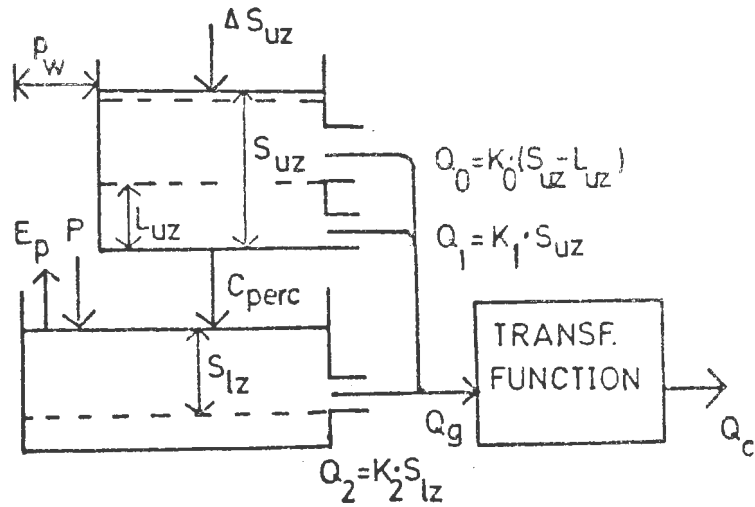 ΔS_uz
P_w
S_uz
Q_0=K_0·(S_uz-L_uz)
L_uz
E_p
P
Q_1=K_1·S_uz
C_perc
S_lz
TRANSF.
FUNCTION
Q_g
Q_c
Q_2=K_2·S_lz